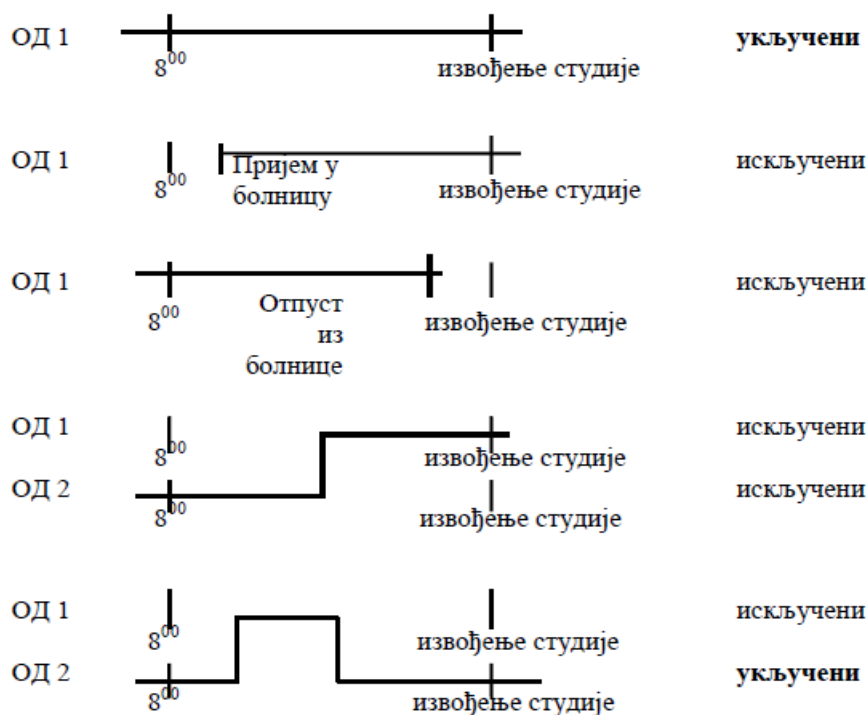 ОД 1 укључени
8⁰⁰ извођење студије
ОД 1 искључени
Пријем у
8⁰⁰ извођење студије
болницу
ОД 1 искључени
Отпуст
8⁰⁰ извођење студије
из
болнице
ОД 1 искључени
8⁰⁰ извођење студије
ОД 2 искључени
8⁰⁰ извођење студије
ОД 1 искључени
8⁰⁰ извођење студије
ОД 2 укључени
8⁰⁰ извођење студије